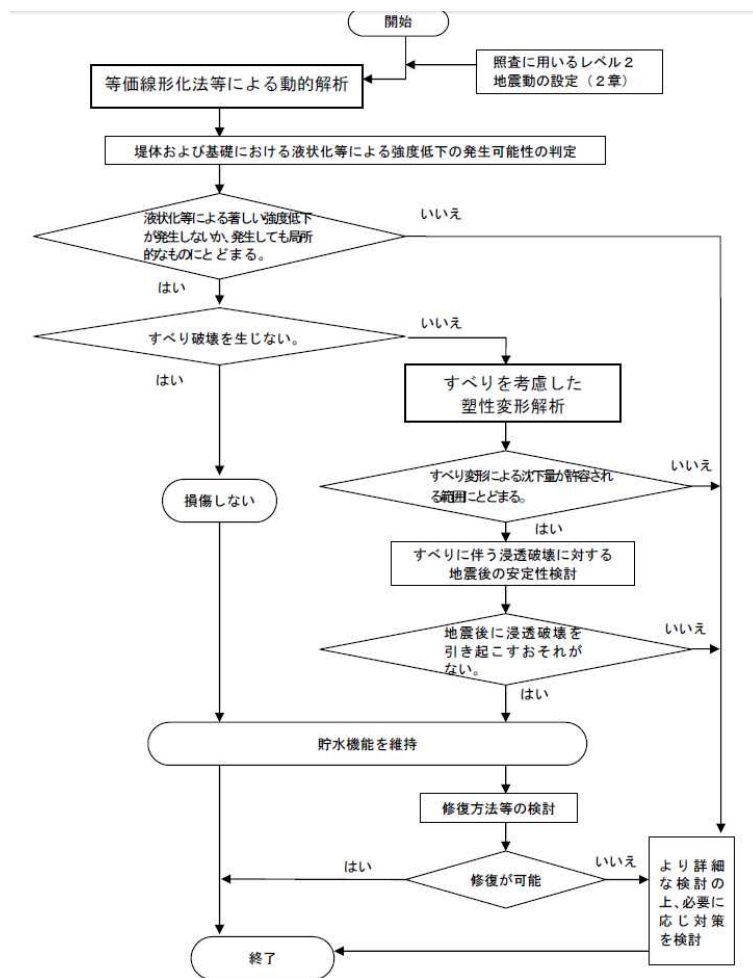 開始
照査に用いるレベル２
地震動の設定（２章）
等価線形化法等による動的解析
堤体および基礎における液状化等による強度低下の発生可能性の判定
液状化等による著しい強度低下
が発生しないか、発生しても局所
的なものにとどまる。
いいえ
はい
すべり破壊を生じない。
いいえ
はい
すべりを考慮した
塑性変形解析
すべり変形による沈下量が許容され
る範囲にとどまる。
いいえ
損傷しない
はい
すべりに伴う浸透破壊に対する
地震後の安定性検討
地震後に浸透破壊を
引き起こすおそれが
ない。
いいえ
はい
貯水機能を維持
修復方法等の検討
修復が可能
はい
いいえ
より詳細
な検討の
上、必要に
応じ対策
を検討
終了